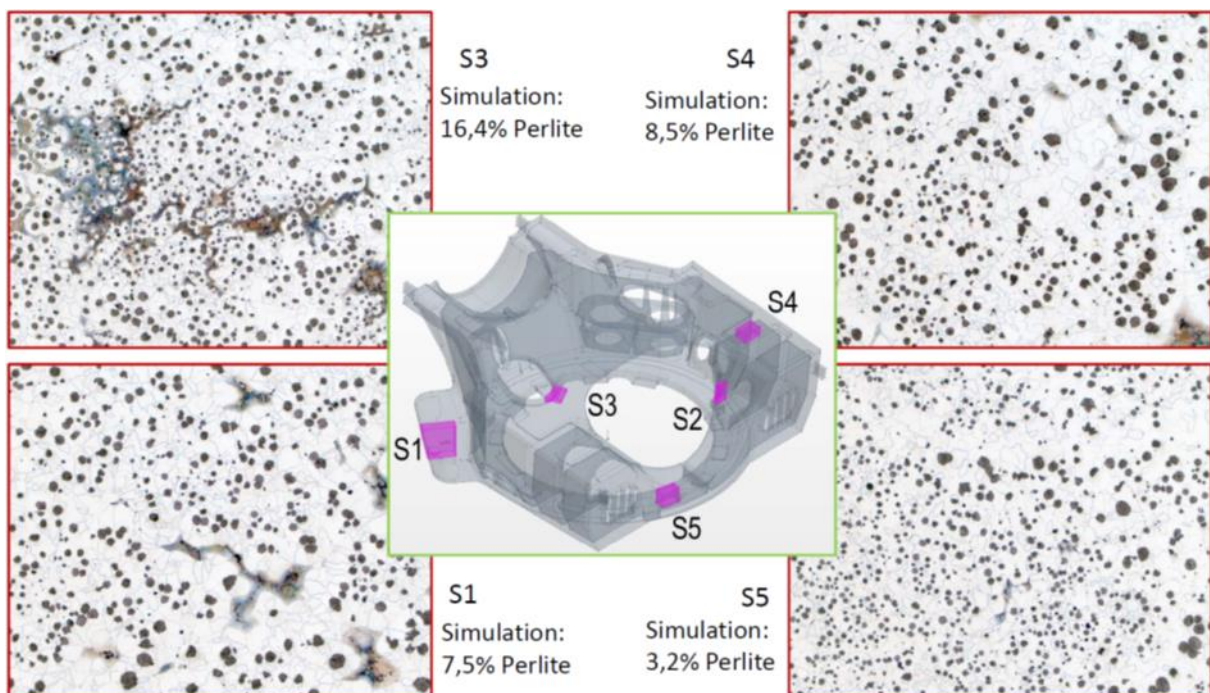 S3
Simulation:
16,4% Perlite
S4
Simulation:
8,5% Perlite
S4
S3
S2
S1
S5
S1
Simulation:
7,5% Perlite
S5
Simulation:
3,2% Perlite